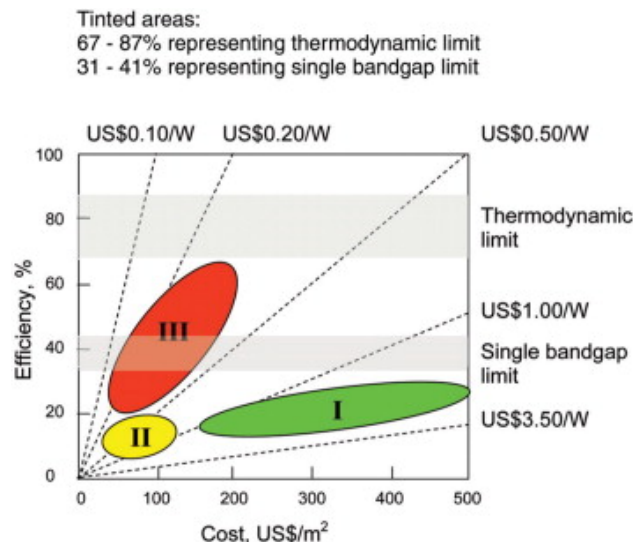 Tinted areas:
67 - 87% representing thermodynamic limit
31 - 41% representing single bandgap limit
US$0.10/W US$0.20/W US$0.50/W
100
80
60
40
20
0
Efficiency, %
Thermodynamic
limit
US$1.00/W
Single bandgap
limit
US$3.50/W
III
II
I
0 100 200 300 400 500
Cost, US$/m²